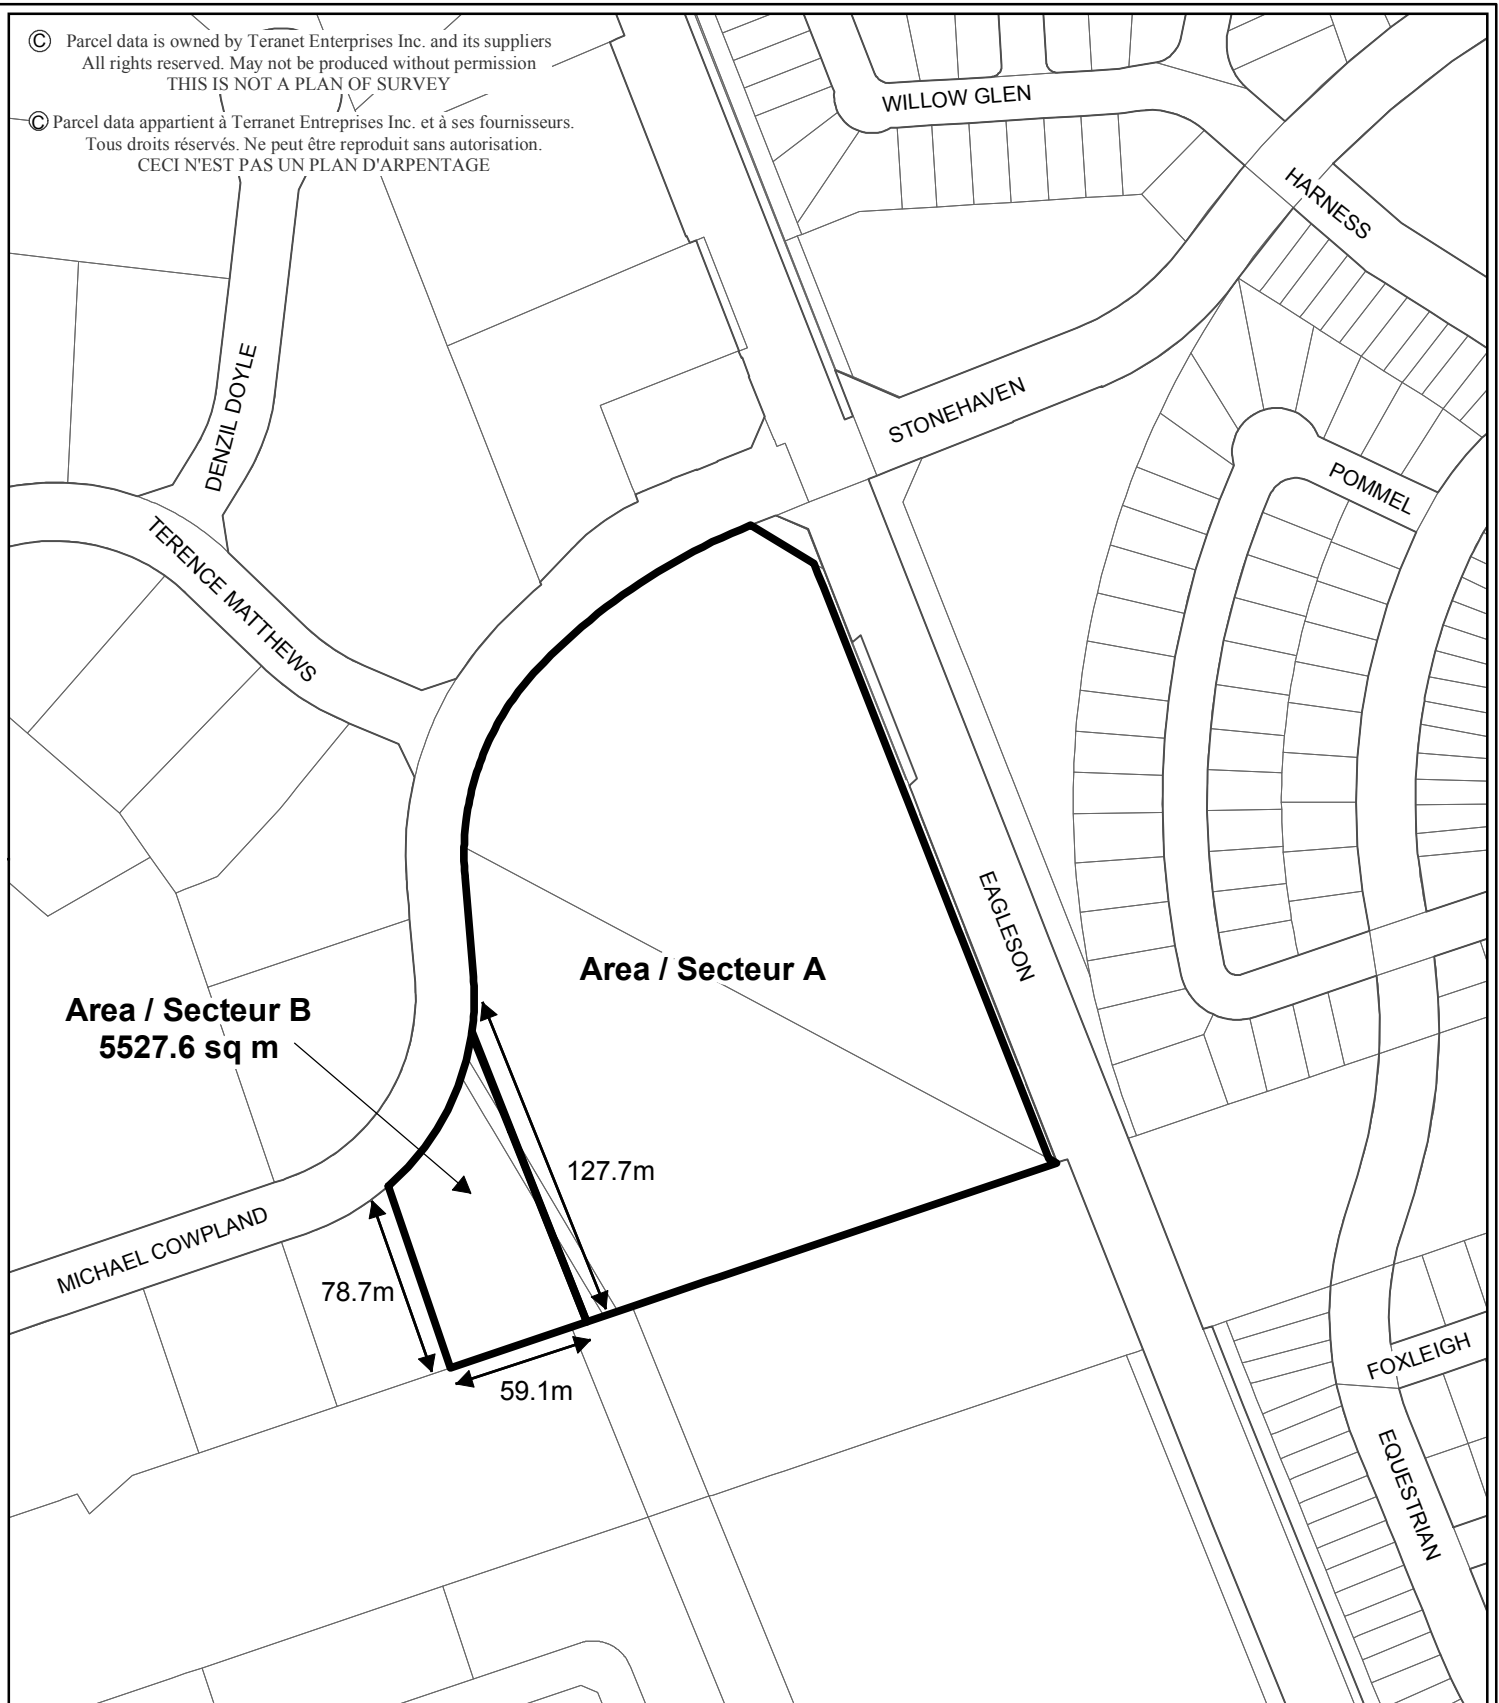 © Parcel data is owned by Teranet Enterprises Inc. and its suppliers
All rights reserved. May not be produced without permission
THIS IS NOT A PLAN OF SURVEY
© Parcel data appartient à Terranet Entreprises Inc. et à ses fournisseurs.
Tous droits réservés. Ne peut être reproduit sans autorisation.
CECI N'EST PAS UN PLAN D'ARPENTAGE
WILLOW GLEN
HARNESS
DENZIL DOYLE
STONEHAVEN
POMMEL
TERENCE MATTHEWS
EAGLESON
Area / Secteur A
Area / Secteur B
5527.6 sq m
127.7m
MICHAEL COWPLAND
78.7m
59.1m
FOXLEIGH
EQUESTRIAN